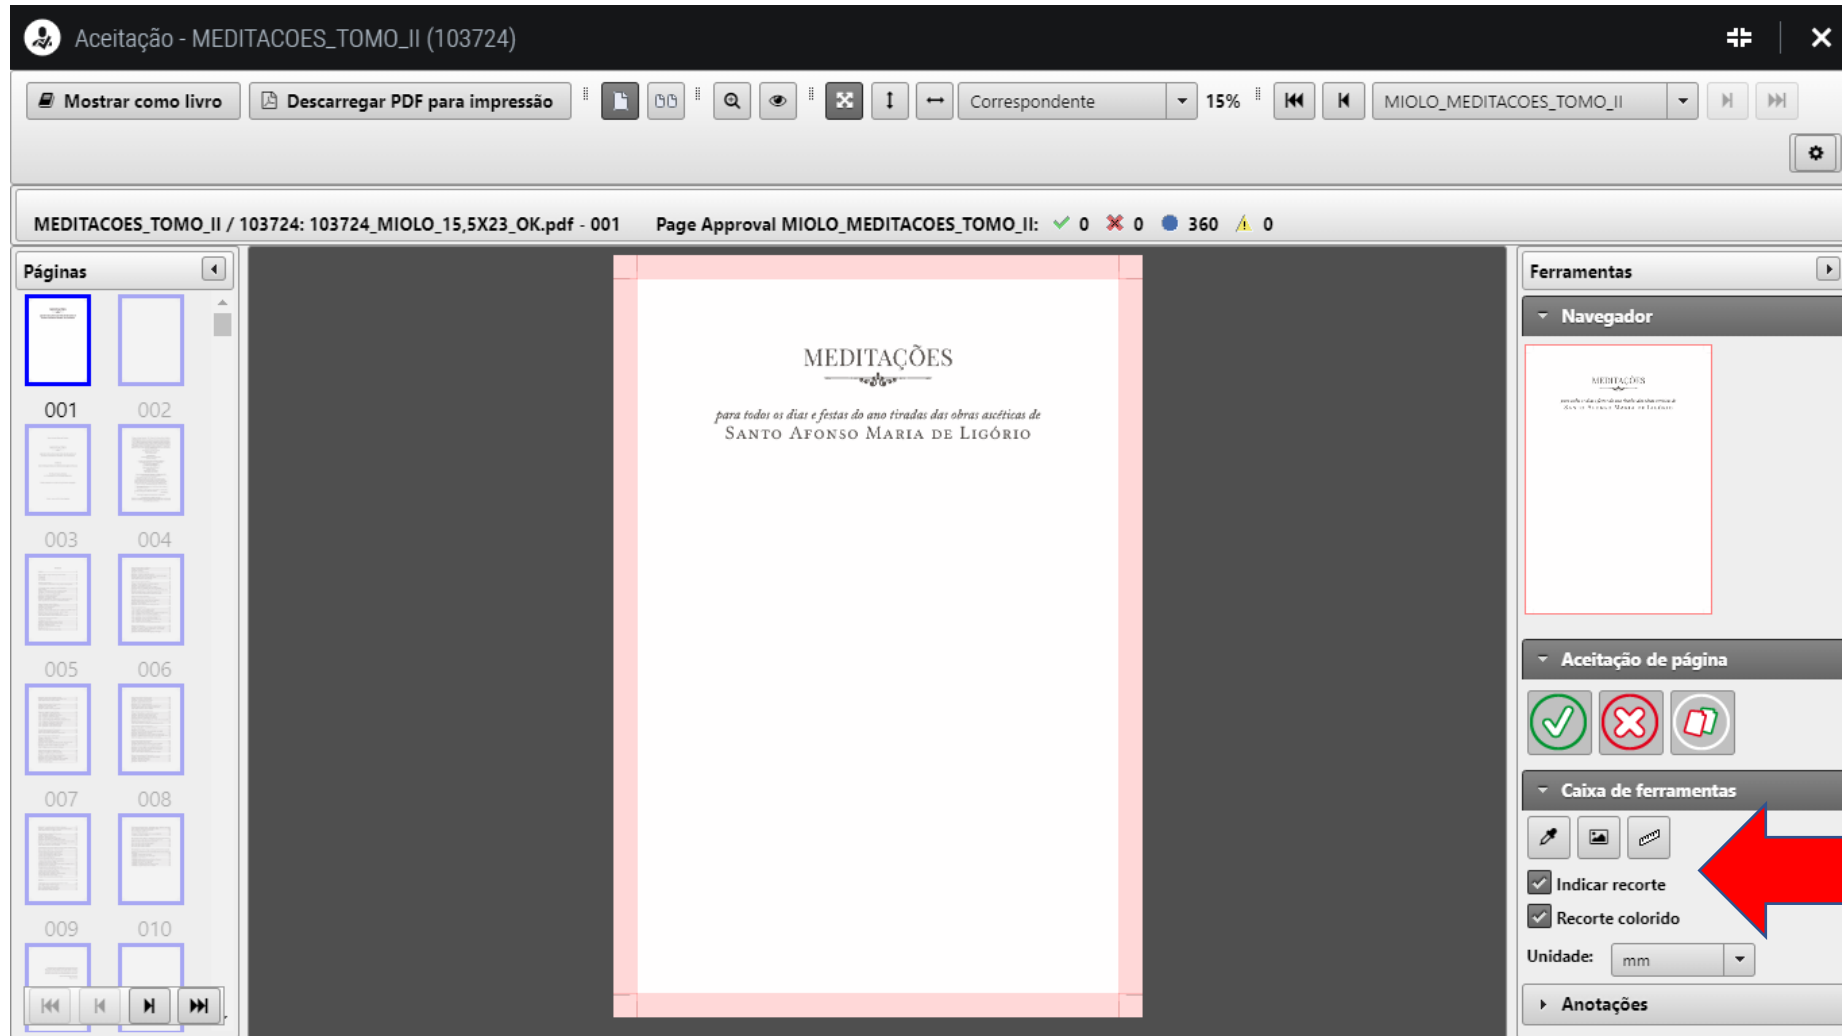 Aceitação - MEDITACOES_TOMO_II (103724)
Mostrar como livro
Descarregar PDF para impressão
Correspondente
15%
MIOLO_MEDITACOES_TOMO_II
MEDITACOES_TOMO_II / 103724: 103724_MIOLO_15,5X23_OK.pdf - 001
Page Approval MIOLO_MEDITACOES_TOMO_II: 0 0 360 0
Páginas
001 002
003 004
005 006
007 008
009 010
MEDITAÇÕES
para todos os dias e festas do ano tiradas das obras ascéticas de
SANTO AFONSO MARIA DE LIGÓRIO
Ferramentas
Navegador
MEDITAÇÕES
Aceitação de página
Caixa de ferramentas
Indicar recorte
Recorte colorido
Unidade: mm
Anotações